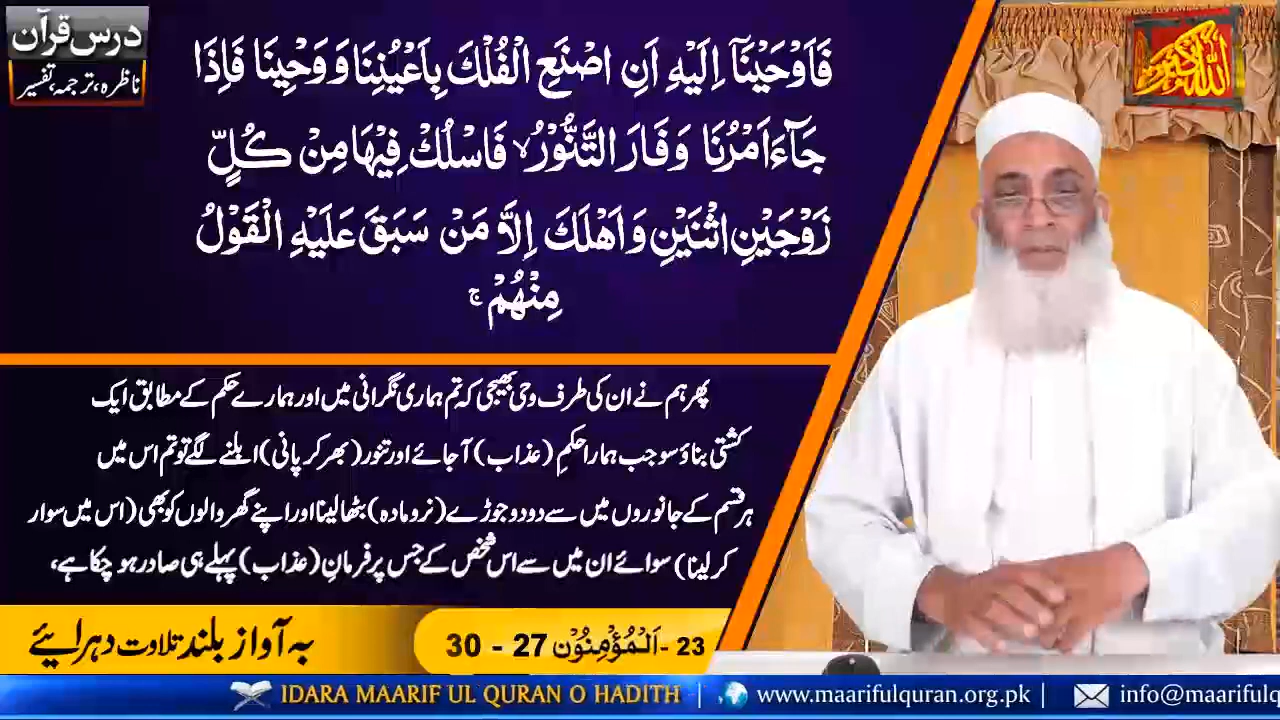 درس قرآن
ناظرہ، ترجمہ، تفسیر
فَاَوْحَيْنَآ اِلَيْهِ اَنِ اصْنَعِ الْفُلْكَ بِاَعْيُنِنَا وَ وَحْيِنَا فَاِذَا
جَآءَ اَمْرُنَا وَ فَارَ التَّنُّوْرُ ۙ فَاسْلُكْ فِيْهَا مِنْ كُلٍّ
زَوْجَيْنِ اثْنَيْنِ وَ اَهْلَكَ اِلَّا مَنْ سَبَقَ عَلَيْهِ الْقَوْلُ
مِنْهُمْ ۚ
پھر ہم نے ان کی طرف وحی بھیجی کہ تم ہماری نگرانی میں اور ہمارے حکم کے مطابق ایک
کشتی بناؤ سو جب ہمارا حکمِ (عذاب) آجائے اور تنور (بھر کر پانی) ابلنے لگے تو تم اس میں
ہر قسم کے جانوروں میں سے دو دو جوڑے (نر و مادہ) بٹھا لینا اور اپنے گھر والوں کو بھی (اس میں سوار
کر لینا) سوائے ان میں سے اس شخص کے جس پر فرمانِ (عذاب) پہلے ہی صادر ہو چکا ہے،
23 - اَلْمُؤْمِنُوْن 27 - 30
بہ آواز بلند تلاوت دہرائیے
IDARA MAARIF UL QURAN O HADITH | www.maarifulquran.org.pk | info@maarifulq